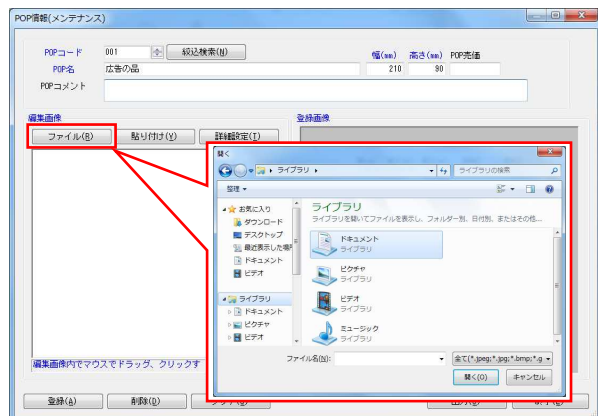 POP情報(メンテナンス)
POPコード 001 絞込検索(N) 幅(mm) 高さ(mm) POP売価
POP名 広告の品 210 90
POPコメント
編集画像 登録画像
ファイル(R) 貼り付け(Y) 詳細設定(I)
開く
ライブラリ ライブラリの検索
整理
お気に入り
ダウンロード
デスクトップ
最近表示した場所
ドキュメント
ビデオ
ライブラリ
ドキュメント
ピクチャ
ビデオ
ライブラリ
ライブラリを開いてファイルを表示し、フォルダー別、日付別、またはその他...
ドキュメント
ライブラリ
ピクチャ
ライブラリ
ビデオ
ライブラリ
ミュージック
ライブラリ
ファイル名(N): 全て(*.jpeg;*.jpg;*.bmp;*.g
開く(O) キャンセル
編集画像内でマウスでドラッグ、クリックす
登録(A) 削除(D)